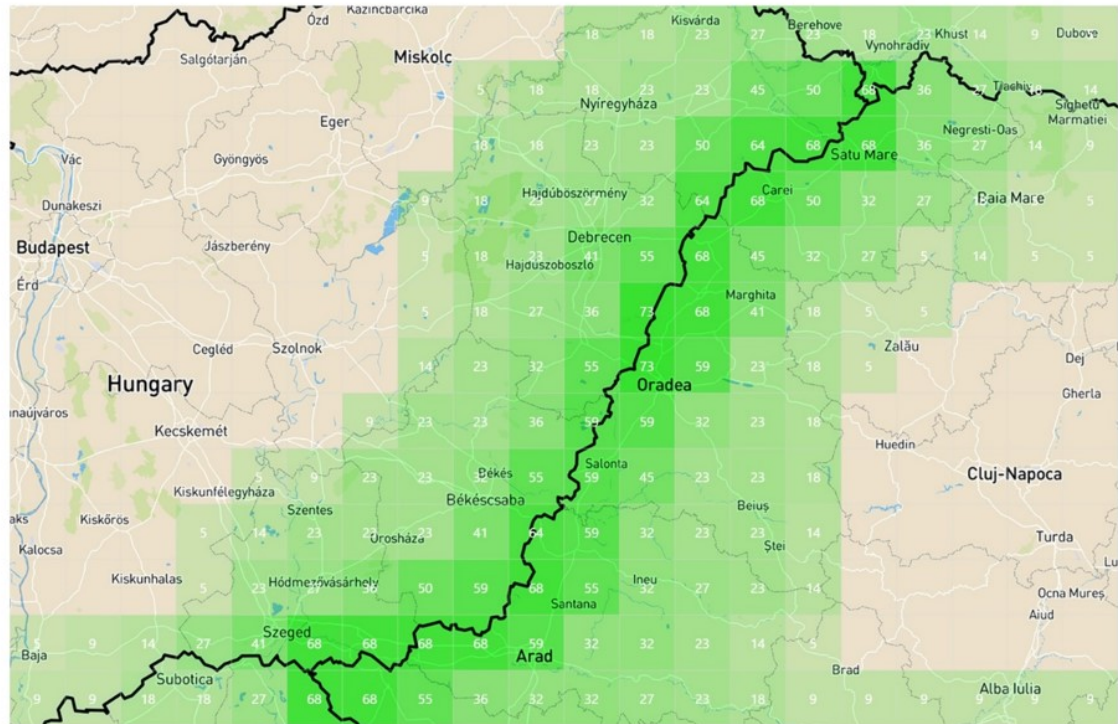 Ózd Kazincbarcika Kisvárda Berehove Dubove
18 18 23 27 23 18 23 14 9
Salgótarján Miskolc Vynohradiv Khust
5 18 18 23 23 45 50 68 36 27 14
Nyíregyháza Tiachiv Sighetu Marmatiei
Eger Negresti-Oas
Vác Gyöngyös 18 18 23 23 50 64 68 68 36 27 14 9
Satu Mare
Dunakeszi Hajdúböszörmény Carei Baia Mare
9 18 23 27 32 64 68 50 32 27 5
Budapest Jászberény Debrecen
5 18 23 41 55 68 45 32 27 5 14 5 5
Érd Hajdúszoboszló
Marghita
5 18 27 36 73 68 41 18 5 5
Cegléd Szolnok Zalău Dej
14 23 32 55 73 59 23 18 5
Hungary Oradea Gherla
9 23 23 36 59 59 32 23 18
Kecskemét Huedin
Salonta Cluj-Napoca
5 9 23 23 55 59 45 23 23 18
Kiskunfélegyháza Békés
Szentes Békéscsaba Beiuș
Kiskőrös
5 14 23 23 23 41 64 59 32 23 23 14
Kalocsa Orosháza Ștei Turda
Kiskunhalas Hódmezővásárhely Ineu
5 23 27 36 50 59 68 55 32 27 23 14
Santana Ocna Mureș
Aiud
Szeged
5 9 14 27 41 68 68 68 68 59 32 32 23 14 5
Baja Arad Brad
Subotica Alba Iulia
9 9 18 18 27 68 68 55 36 32 32 27 23 18 9 9 9 9 9 9